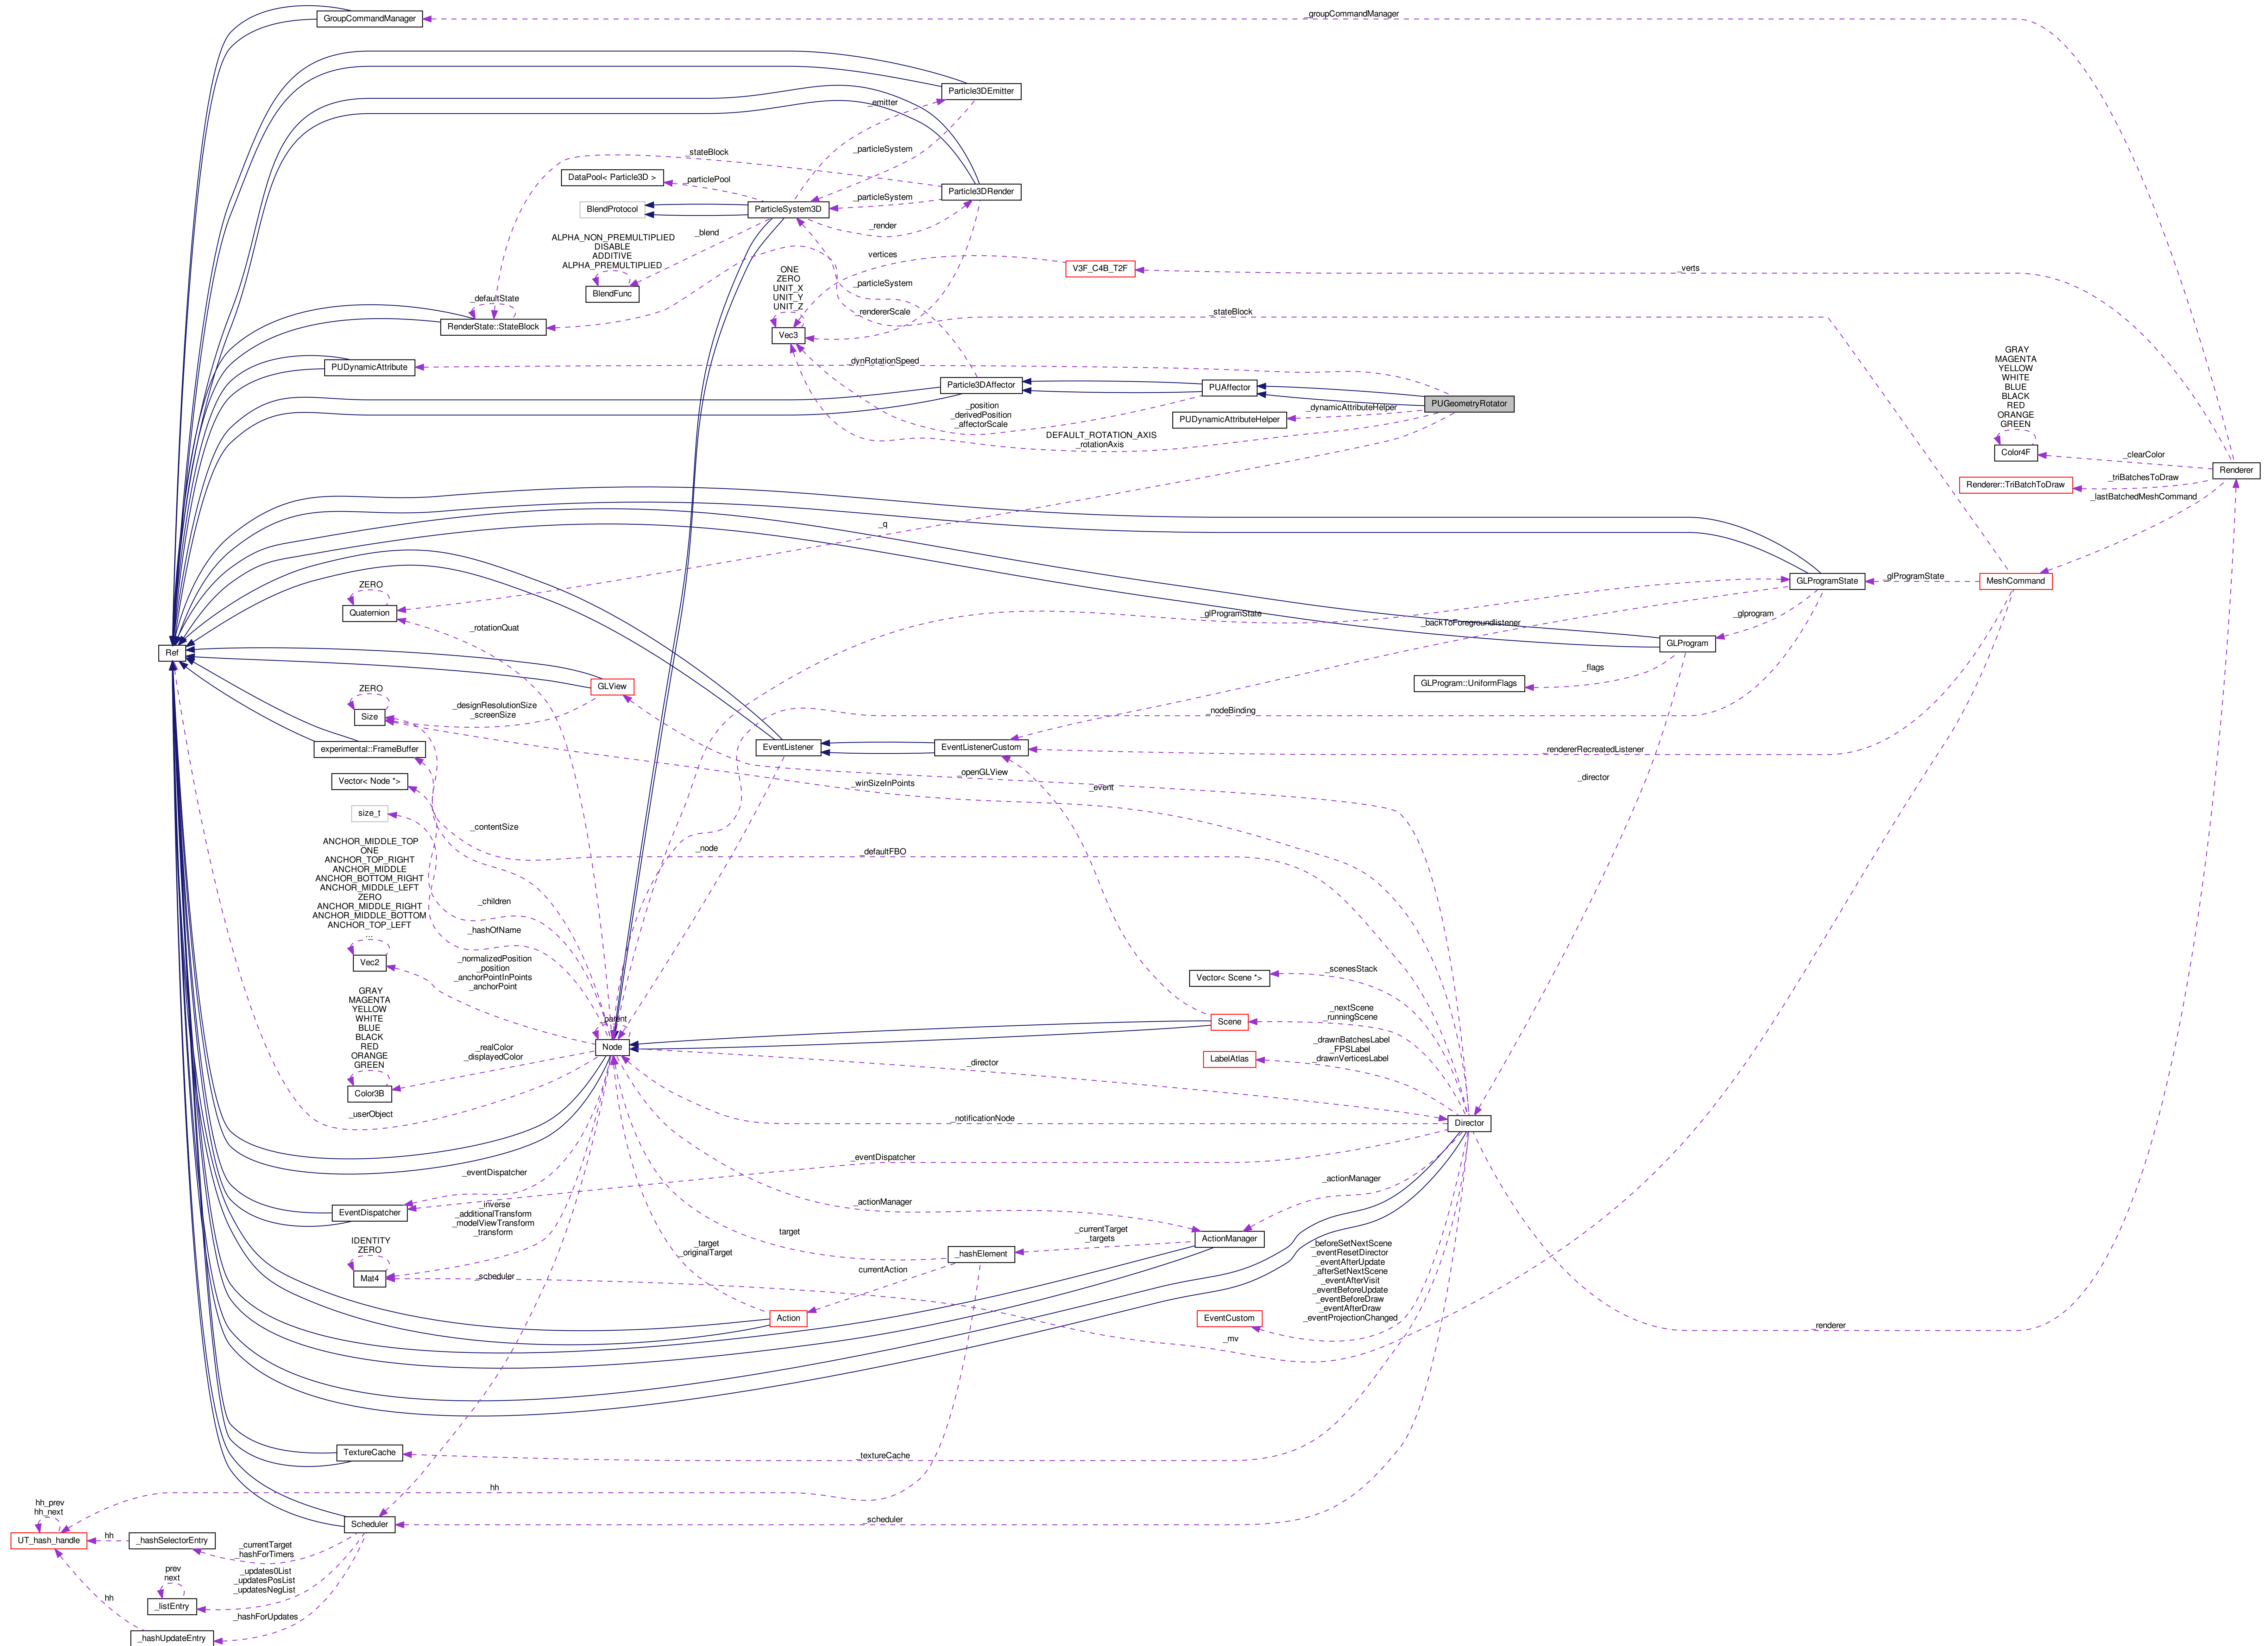 GroupCommandManager
_groupCommandManager
Particle3DEmitter
_emitter
_particleSystem
_stateBlock
DataPool< Particle3D >
_particlePool
Particle3DRender
_particleSystem
BlendProtocol
ParticleSystem3D
_render
_blend
ALPHA_NON_PREMULTIPLIED
DISABLE
ADDITIVE
ALPHA_PREMULTIPLIED
BlendFunc
vertices
V3F_C4B_T2F
_verts
ONE
ZERO
UNIT_X
UNIT_Y
UNIT_Z
Vec3
_particleSystem
rendererScale
_stateBlock
_defaultState
RenderState::StateBlock
PUDynamicAttribute
_dynRotationSpeed
Particle3DAffector
PUAffector
PUGeometryRotator
_position
_derivedPosition
_affectorScale
_dynamicAttributeHelper
PUDynamicAttributeHelper
DEFAULT_ROTATION_AXIS
_rotationAxis
GRAY
MAGENTA
YELLOW
WHITE
BLUE
BLACK
RED
ORANGE
GREEN
Color4F
_clearColor
Renderer
Renderer::TriBatchToDraw
_triBatchesToDraw
_lastBatchedMeshCommand
_q
ZERO
Quaternion
_rotationQuat
_glProgramState
_backToForegroundlistener
GLProgramState
_glProgramState
MeshCommand
_glprogram
GLProgram
_flags
GLProgram::UniformFlags
Ref
GLView
ZERO
Size
_designResolutionSize
_screenSize
_nodeBinding
experimental::FrameBuffer
EventListener
EventListenerCustom
_rendererRecreatedListener
Vector< Node *>
_openGLView
_winSizeInPoints
_event
_director
size_t
_contentSize
_node
_defaultFBO
ANCHOR_MIDDLE_TOP
ONE
ANCHOR_TOP_RIGHT
ANCHOR_MIDDLE
ANCHOR_BOTTOM_RIGHT
ANCHOR_MIDDLE_LEFT
ZERO
ANCHOR_MIDDLE_RIGHT
ANCHOR_MIDDLE_BOTTOM
ANCHOR_TOP_LEFT
...
Vec2
_children
_hashOfName
_normalizedPosition
_position
_anchorPointInPoints
_anchorPoint
Vector< Scene *>
_scenesStack
GRAY
MAGENTA
YELLOW
WHITE
BLUE
BLACK
RED
ORANGE
GREEN
Color3B
_realColor
_displayedColor
_parent
Node
Scene
_nextScene
_runningScene
_director
LabelAtlas
_drawnBatchesLabel
_FPSLabel
_drawnVerticesLabel
_userObject
_notificationNode
Director
_eventDispatcher
_eventDispatcher
_actionManager
EventDispatcher
_inverse
_additionalTransform
_modelViewTransform
_transform
_actionManager
ActionManager
IDENTITY
ZERO
Mat4
_target
_originalTarget
target
_hashElement
_currentTarget
_targets
_scheduler
currentAction
Action
_beforeSetNextScene
_eventResetDirector
_eventAfterUpdate
_afterSetNextScene
_eventAfterVisit
_eventBeforeUpdate
_eventBeforeDraw
_eventAfterDraw
_eventProjectionChanged
EventCustom
_renderer
_mv
TextureCache
_textureCache
hh
hh_prev
hh_next
UT_hash_handle
Scheduler
_scheduler
hh
_hashSelectorEntry
_currentTarget
_hashForTimers
prev
next
_listEntry
_updates0List
_updatesPosList
_updatesNegList
hh
_hashForUpdates
_hashUpdateEntry